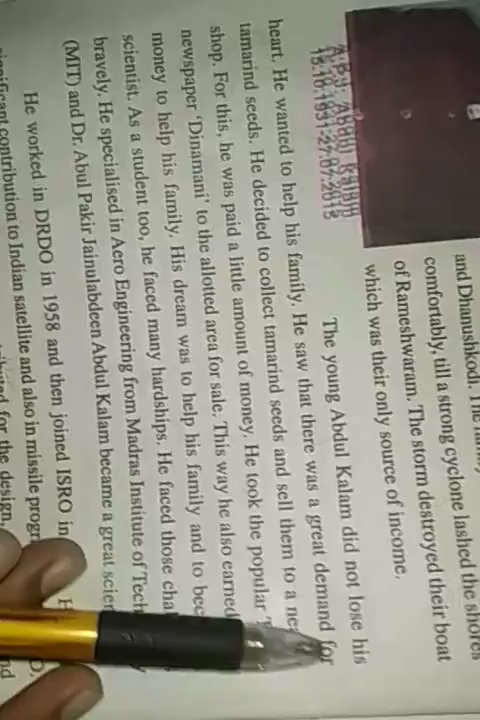 and Dhanushkodi. The
comfortably, till a strong cyclone lashed the shores
of Rameshwaram. The storm destroyed their boat
which was their only source of income.
A.P.J. Abdul Kalam
15.10.1931-27.07.2015
The young Abdul Kalam did not lose his
heart. He wanted to help his family. He saw that there was a great demand for
tamarind seeds. He decided to collect tamarind seeds and sell them to a
shop. For this, he was paid a little amount of money. He took the popular
newspaper 'Dinamani' to the allotted area for sale. This way he also earned
money to help his family. His dream was to help his family and to
scientist. As a student too, he faced many hardships. He faced those
bravely. He specialised in Aero Engineering from Madras Institute of
(MIT) and Dr. Abul Pakir Jainulabdeen Abdul Kalam became a great
He worked in DRDO in 1958 and then joined ISRO in
significant contribution to Indian satellite and also in missile
for the design,